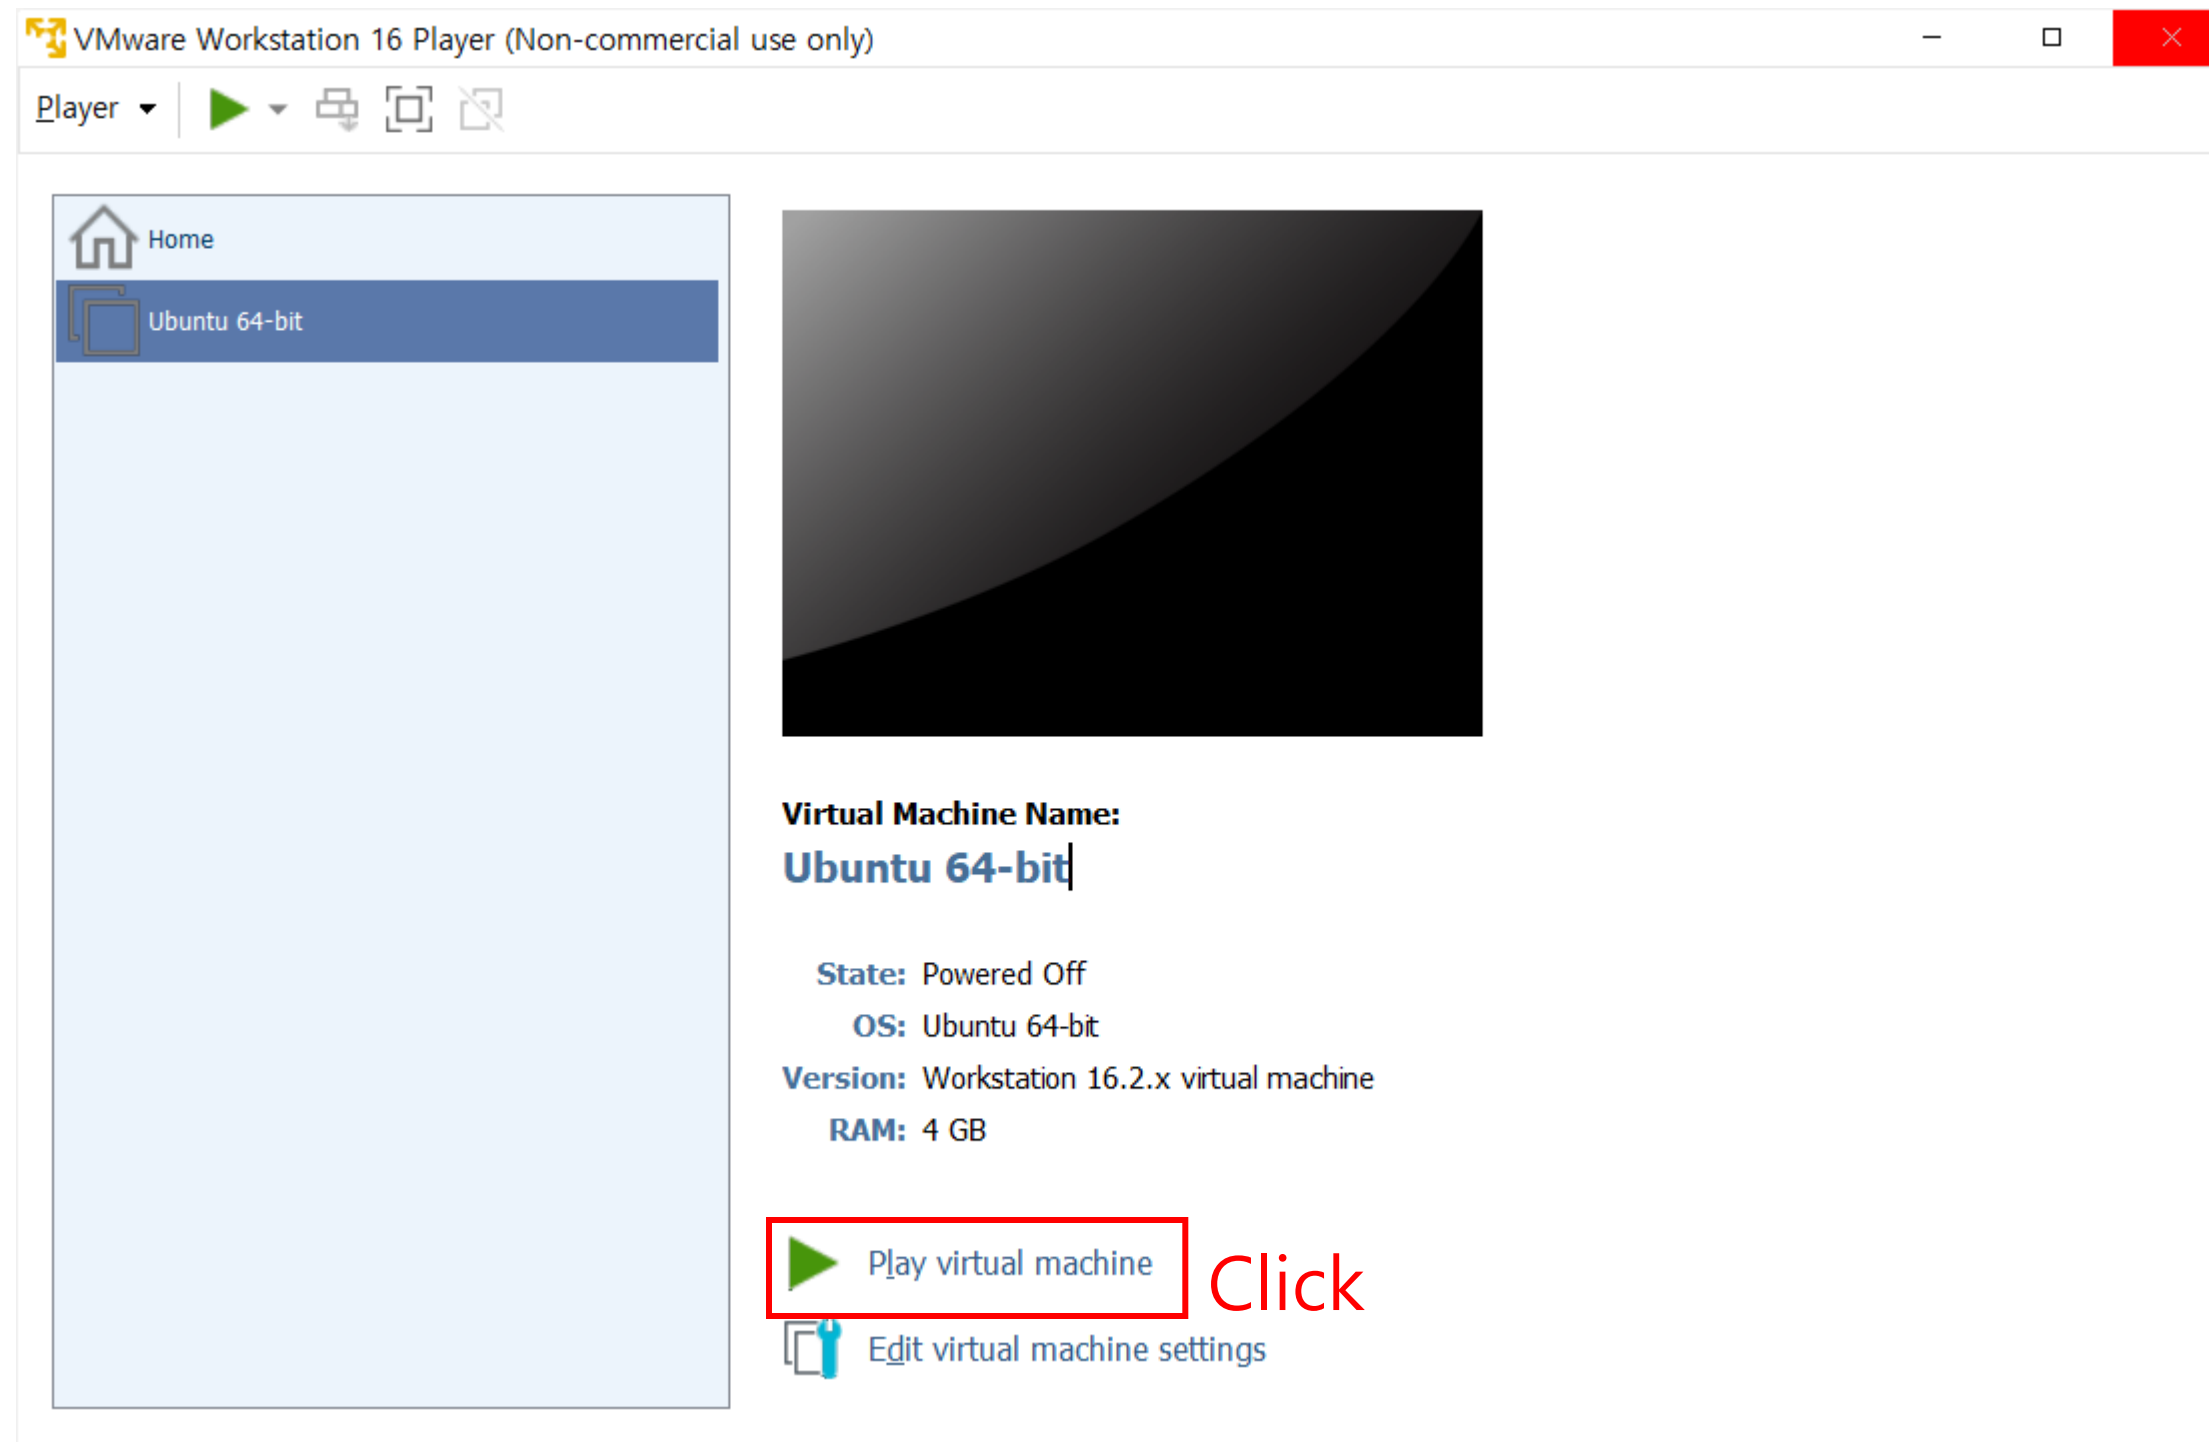 VMware Workstation 16 Player (Non-commercial use only)
Player
Home
Ubuntu 64-bit
Virtual Machine Name:
Ubuntu 64-bit
State: Powered Off
OS: Ubuntu 64-bit
Version: Workstation 16.2.x virtual machine
RAM: 4 GB
Play virtual machine
Click
Edit virtual machine settings